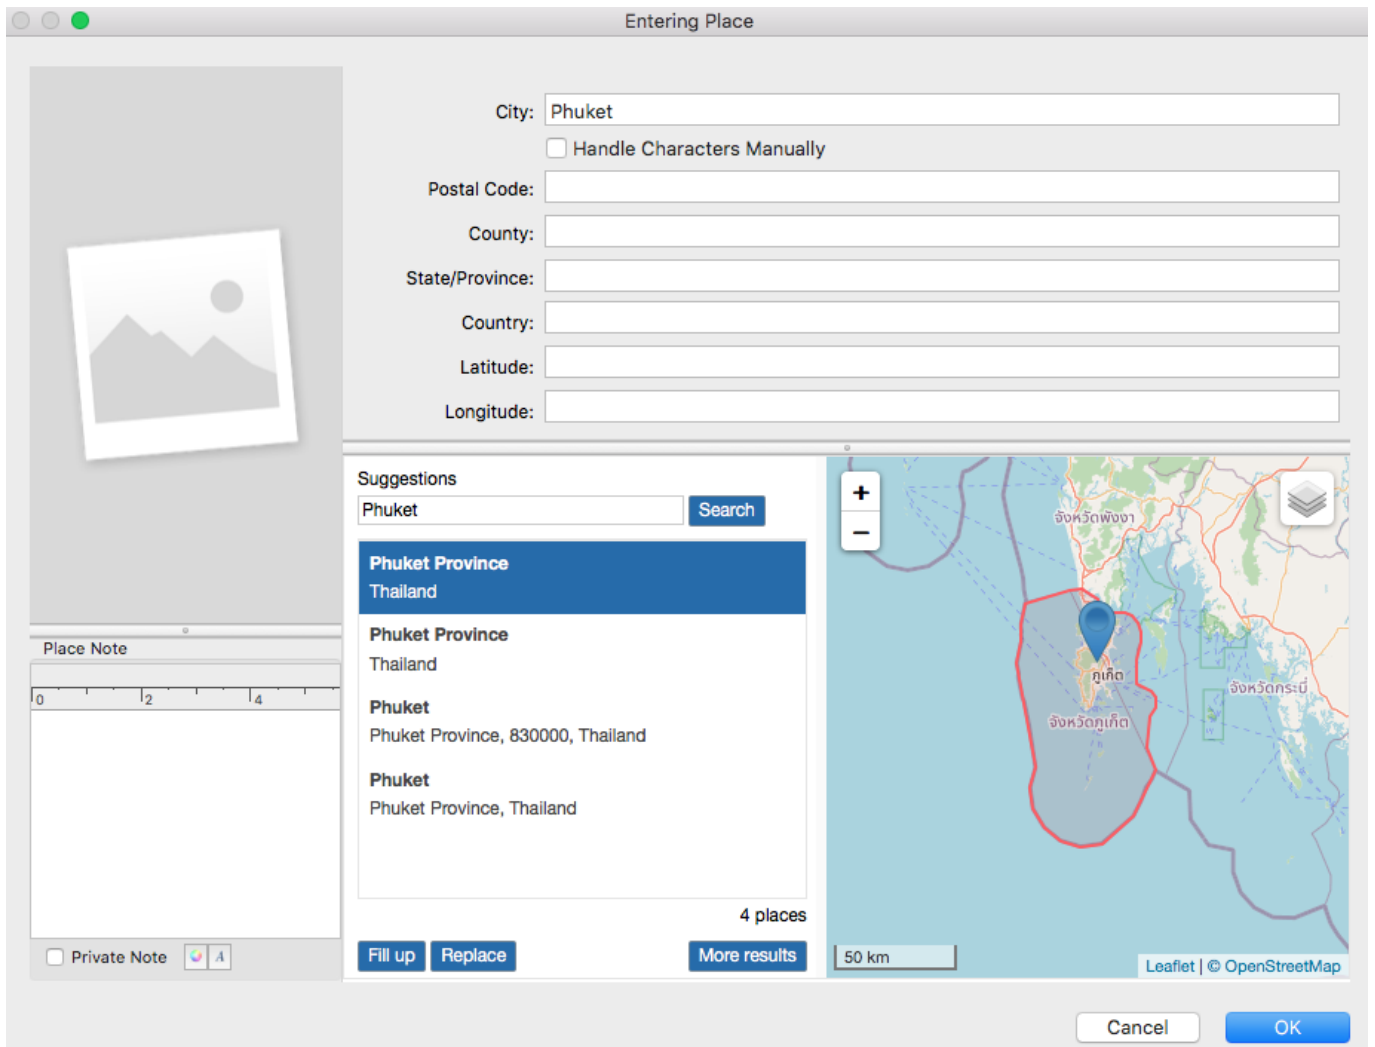 Entering Place
City: Phuket
Handle Characters Manually
Postal Code:
County:
State/Province:
Country:
Latitude:
Longitude:
Place Note
0 2 4
Private Note A
Suggestions
Phuket Search
Phuket Province
Thailand
Phuket Province
Thailand
Phuket
Phuket Province, 830000, Thailand
Phuket
Phuket Province, Thailand
4 places
Fill up Replace More results
+
−
จังหวัดพังงา
ภูเก็ต
จังหวัดกระบี่
จังหวัดภูเก็ต
50 km
Leaflet | © OpenStreetMap
Cancel OK